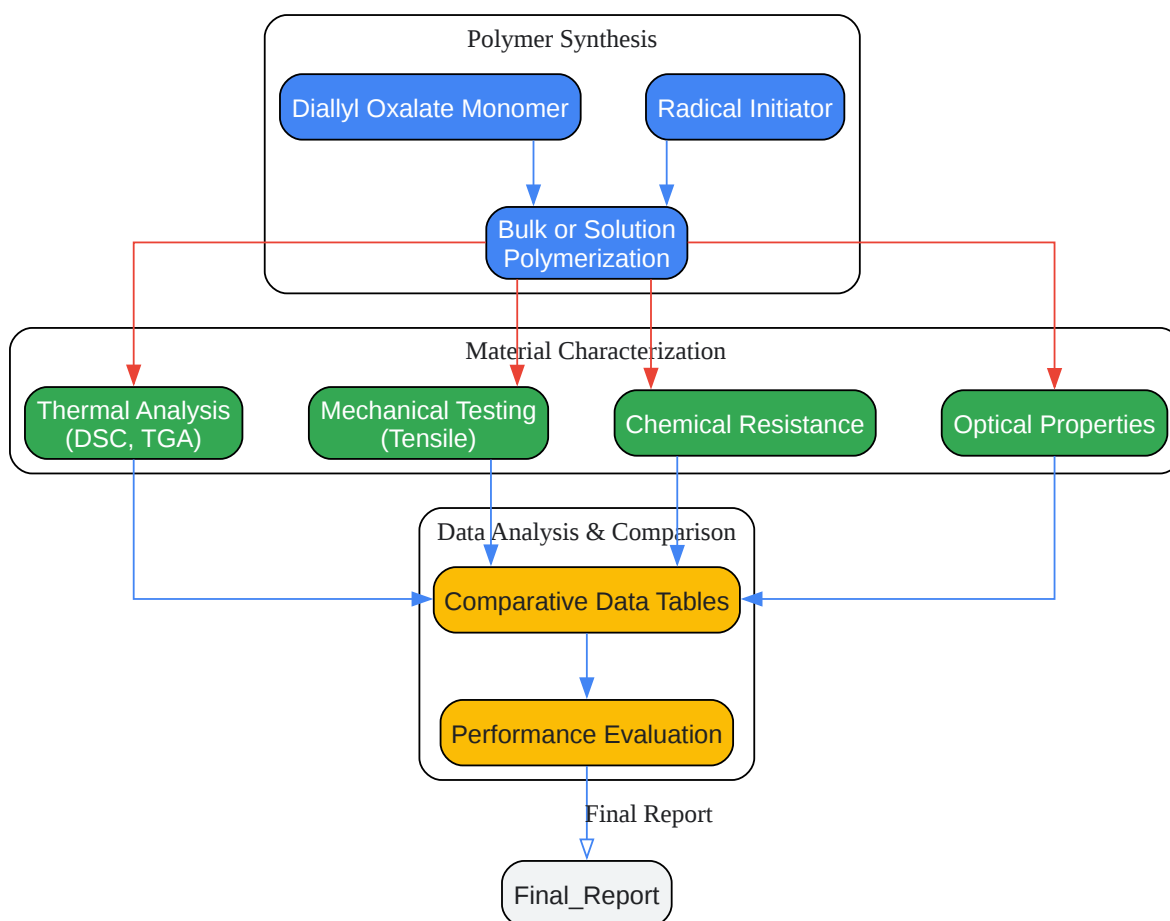 Polymer Synthesis
Diallyl Oxalate Monomer
Radical Initiator
Bulk or Solution
Polymerization
Material Characterization
Thermal Analysis
(DSC, TGA)
Mechanical Testing
(Tensile)
Chemical Resistance
Optical Properties
Data Analysis & Comparison
Comparative Data Tables
Performance Evaluation
Final Report
Final_Report